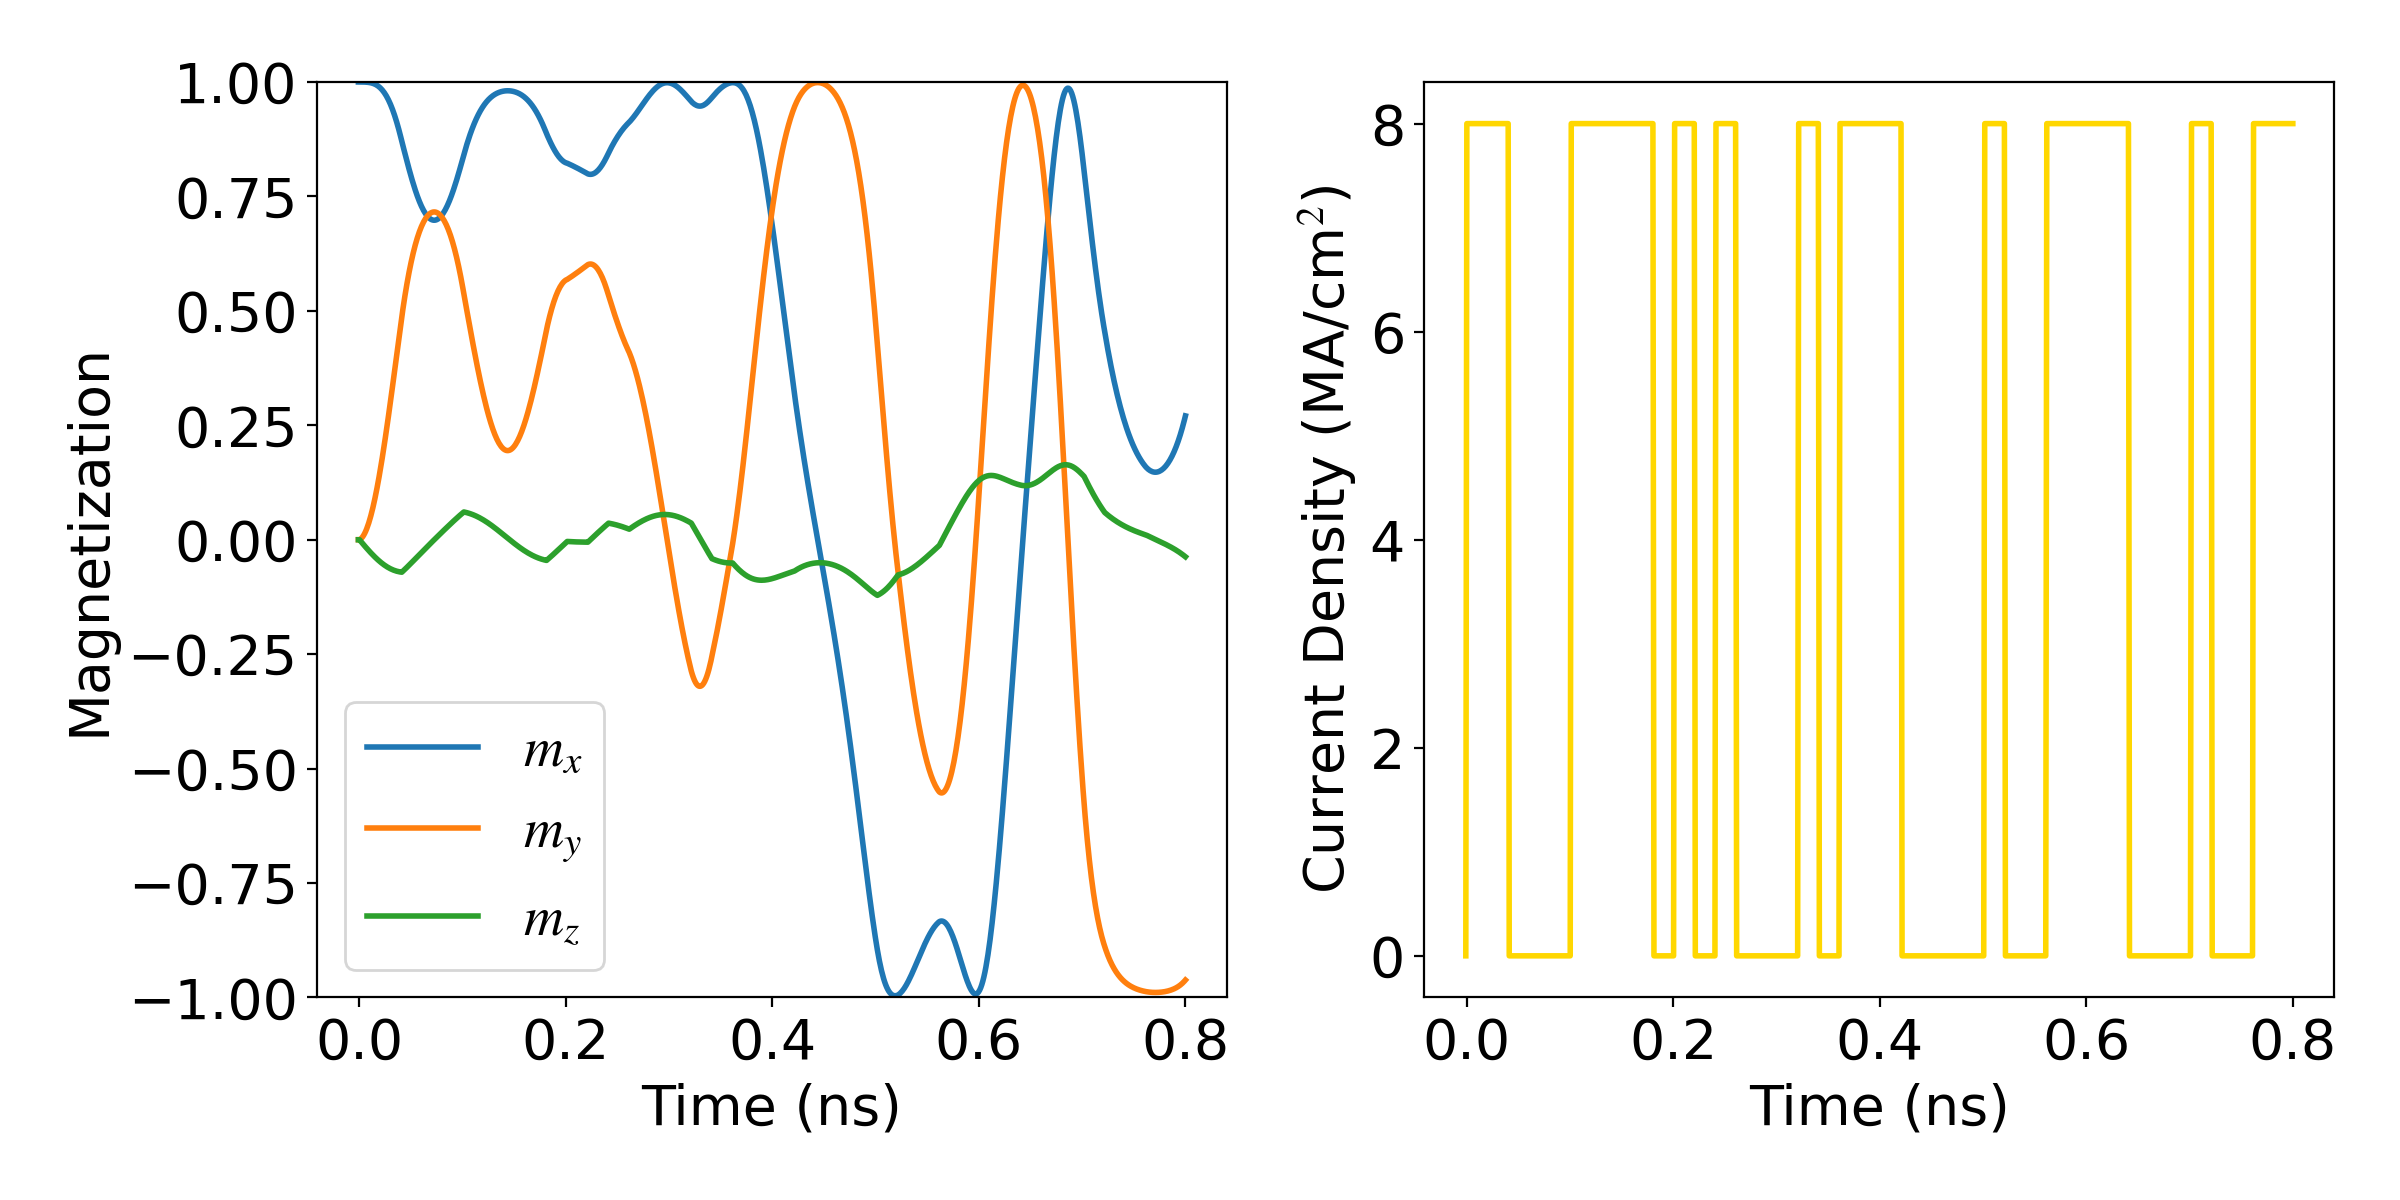 Magnetization
1.00
0.75
0.50
0.25
0.00
−0.25
−0.50
−0.75
−1.00
m_x
m_y
m_z
0.0 0.2 0.4 0.6 0.8
Time (ns)
Current Density (MA/cm²)
8
6
4
2
0
0.0 0.2 0.4 0.6 0.8
Time (ns)